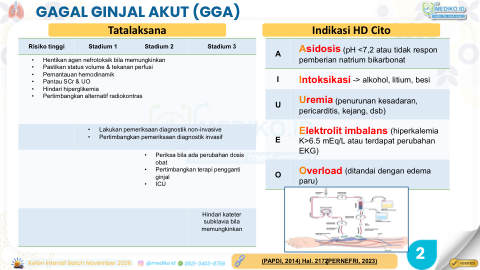 GAGAL GINJAL AKUT (GGA)
MEDIKO.ID
Tatalaksana
Risiko tinggi Stadium 1 Stadium 2 Stadium 3
• Hentikan agen nefrotoksik bila memungkinkan
• Pastikan status volume & tekanan perfusi
• Pemantauan hemodinamik
• Pantau SCr & UO
• Hindari hiperglikemia
• Pertimbangkan alternatif radiokontras
• Lakukan pemeriksaan diagnostik non-invasive
• Pertimbangkan pemeriksaan diagnostik invasif
• Periksa bila ada perubahan dosis
obat
• Pertimbangkan terapi pengganti
ginjal
• ICU
Hindari kateter
subklavia bila
memungkinkan
Indikasi HD Cito
A Asidosis (pH <7,2 atau tidak respon
pemberian natrium bikarbonat
I Intoksikasi -> alkohol, litium, besi
U Uremia (penurunan kesadaran,
pericarditis, kejang, dsb)
E Elektrolit imbalans (hiperkalemia
K>6.5 mEq/L atau terdapat perubahan
EKG)
O Overload (ditandai dengan edema
paru)
@mediko.id
(PAPDI, 2014) Hal. 2172
(PERNEFRI, 2023)
2